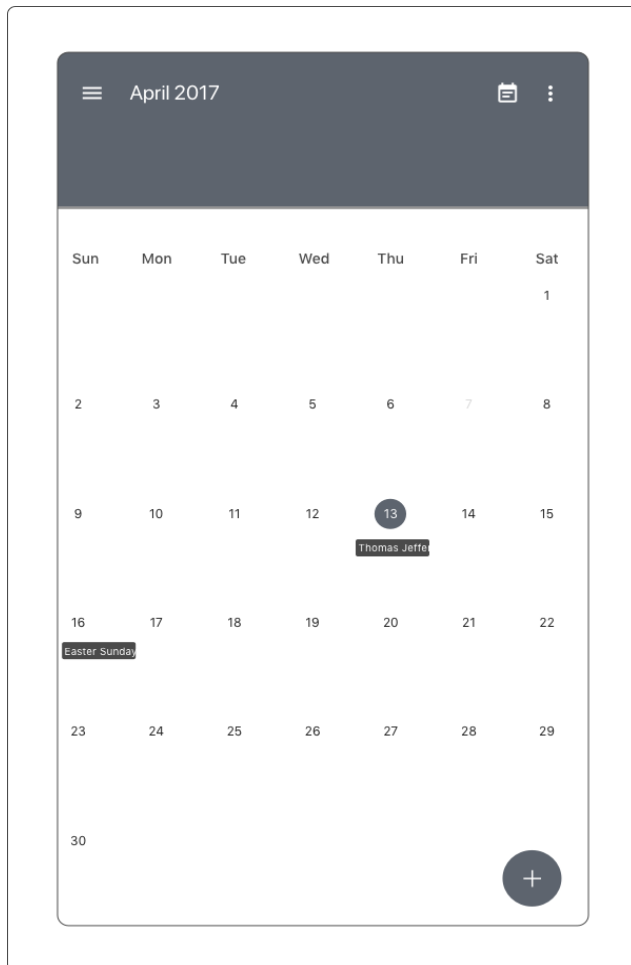 April 2017
Sun Mon Tue Wed Thu Fri Sat
1
2 3 4 5 6 7 8
9 10 11 12 13 14 15
Thomas Jeffer
16 17 18 19 20 21 22
Easter Sunday
23 24 25 26 27 28 29
30